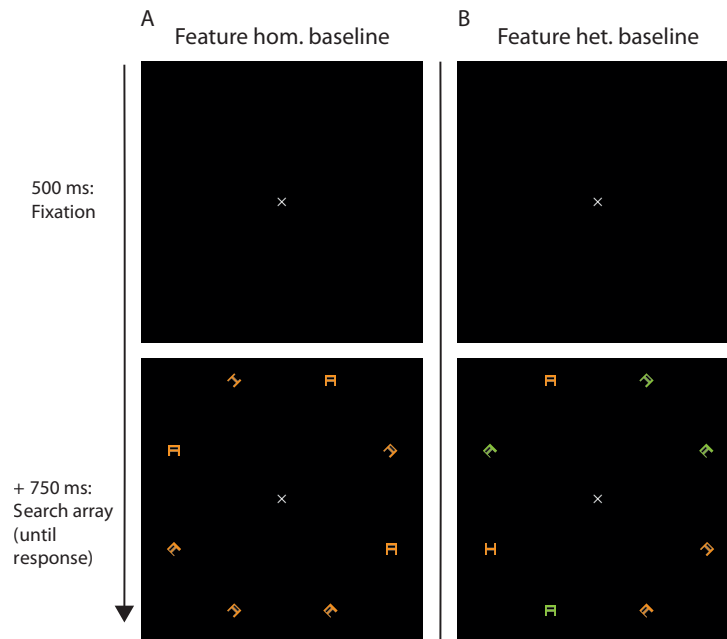 A
Feature hom. baseline
B
Feature het. baseline
500 ms:
Fixation
+ 750 ms:
Search array
(until
response)
A
A
A
A
H
A